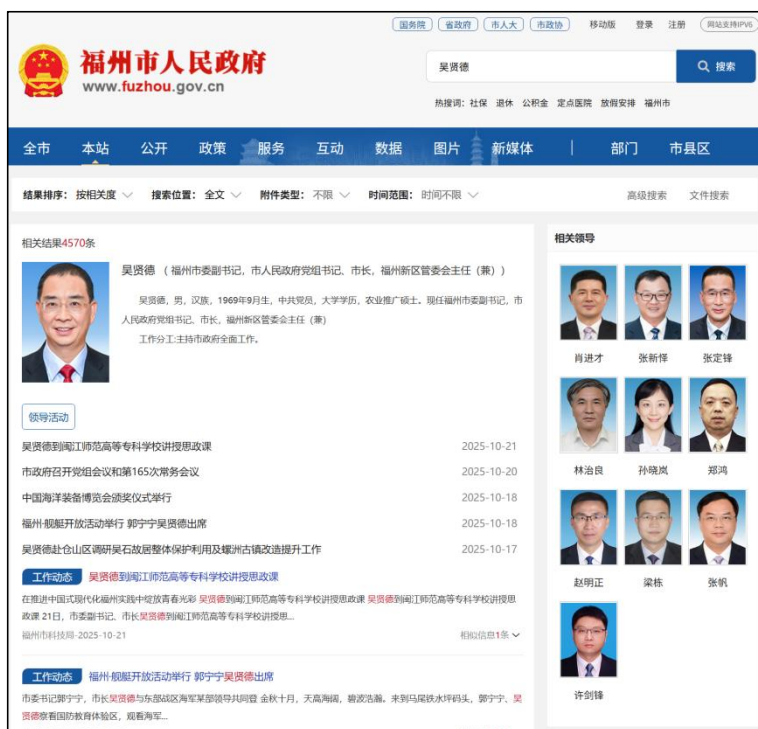 国务院 省政府 市人大 市政协 移动版 登录 注册 网站支持IPV6
福州市人民政府
www.fuzhou.gov.cn
吴贤德 搜索
热搜词: 社保 退休 公积金 定点医院 放假安排 福州市
全市 本站 公开 政策 服务 互动 数据 图片 新媒体 | 部门 市县区
结果排序: 按相关度 搜索位置: 全文 附件类型: 不限 时间范围: 时间不限 高级搜索 文件搜索
相关结果4570条
吴贤德 (福州市委副书记，市人民政府党组书记、市长，福州新区管委会主任（兼）)
吴贤德，男，汉族，1969年9月生，中共党员，大学学历，农业推广硕士。现任福州市委副书记，市
人民政府党组书记、市长，福州新区管委会主任（兼）
工作分工:主持市政府全面工作。
领导活动
吴贤德到闽江师范高等专科学校讲授思政课 2025-10-21
市政府召开党组会议和第165次常务会议 2025-10-20
中国海洋装备博览会颁奖仪式举行 2025-10-18
福州·舰艇开放活动举行 郭宁宁吴贤德出席 2025-10-18
吴贤德赴仓山区调研吴石故居整体保护利用及螺洲古镇改造提升工作 2025-10-17
工作动态 吴贤德到闽江师范高等专科学校讲授思政课
在推进中国式现代化福州实践中绽放青春光彩 吴贤德到闽江师范高等专科学校讲授思政课 吴贤德到闽江师范高等专科学校讲授思
政课 21日，市委副书记、市长吴贤德到闽江师范高等专科学校讲授思...
福州市科技局-2025-10-21 相似信息1条
工作动态 福州·舰艇开放活动举行 郭宁宁吴贤德出席
市委书记郭宁宁，市长吴贤德与东部战区海军某部领导共同登 金秋十月，天高海阔，碧波浩瀚。来到马尾铁水坪码头，郭宁宁、吴
贤德察看国防教育体验区，观看海军...
相关领导
肖进才 张新怿 张定锋
林治良 孙晓岚 郑鸿
赵明正 梁栋 张帆
许剑锋